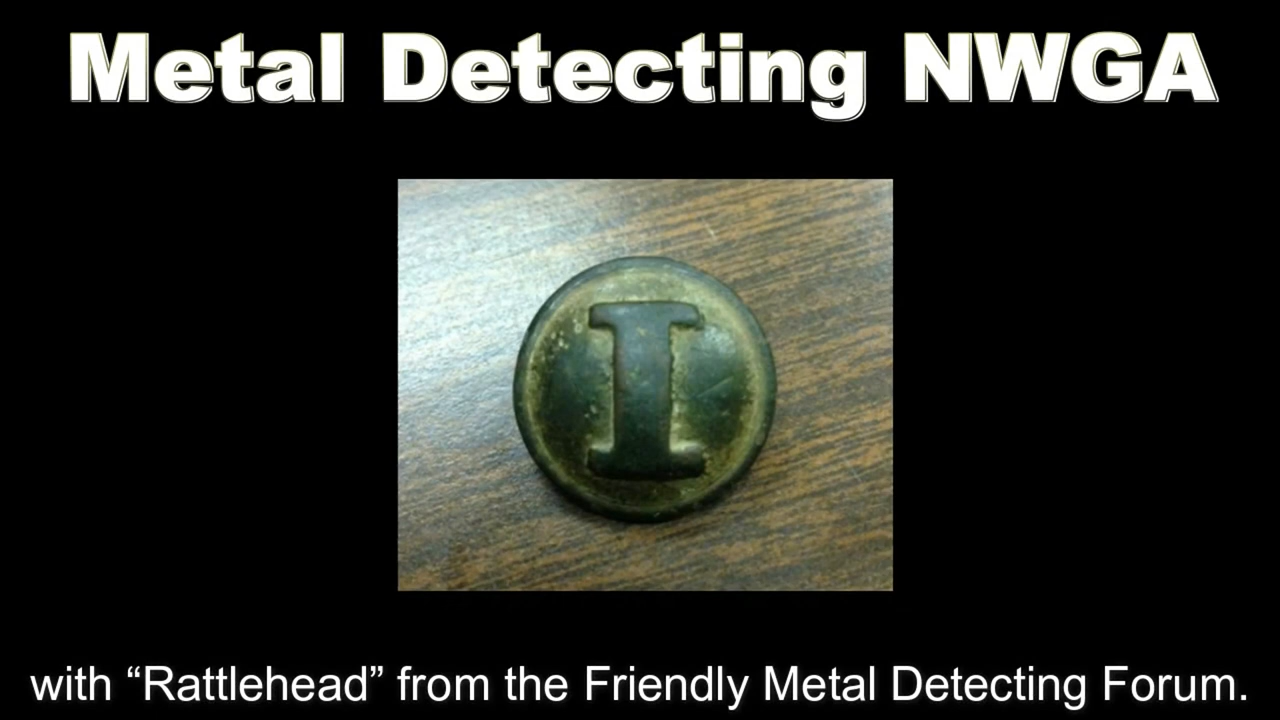 Metal Detecting NWGA
I
with “Rattlehead” from the Friendly Metal Detecting Forum.